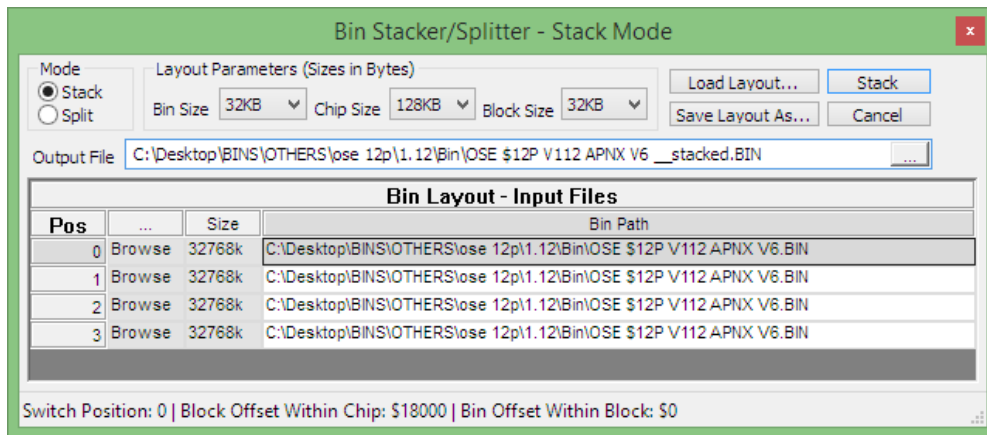 Bin Stacker/Splitter - Stack Mode
x
Mode
Stack
Split
Layout Parameters (Sizes in Bytes)
Bin Size 32KB Chip Size 128KB Block Size 32KB
Load Layout... Stack
Save Layout As... Cancel
Output File C:\Desktop\BINS\OTHERS\ose 12p\1.12\Bin\OSE $12P V112 APNX V6 __stacked.BIN ...
Bin Layout - Input Files
Pos ... Size Bin Path
0 Browse 32768k C:\Desktop\BINS\OTHERS\ose 12p\1.12\Bin\OSE $12P V112 APNX V6.BIN
1 Browse 32768k C:\Desktop\BINS\OTHERS\ose 12p\1.12\Bin\OSE $12P V112 APNX V6.BIN
2 Browse 32768k C:\Desktop\BINS\OTHERS\ose 12p\1.12\Bin\OSE $12P V112 APNX V6.BIN
3 Browse 32768k C:\Desktop\BINS\OTHERS\ose 12p\1.12\Bin\OSE $12P V112 APNX V6.BIN
Switch Position: 0 | Block Offset Within Chip: $18000 | Bin Offset Within Block: $0